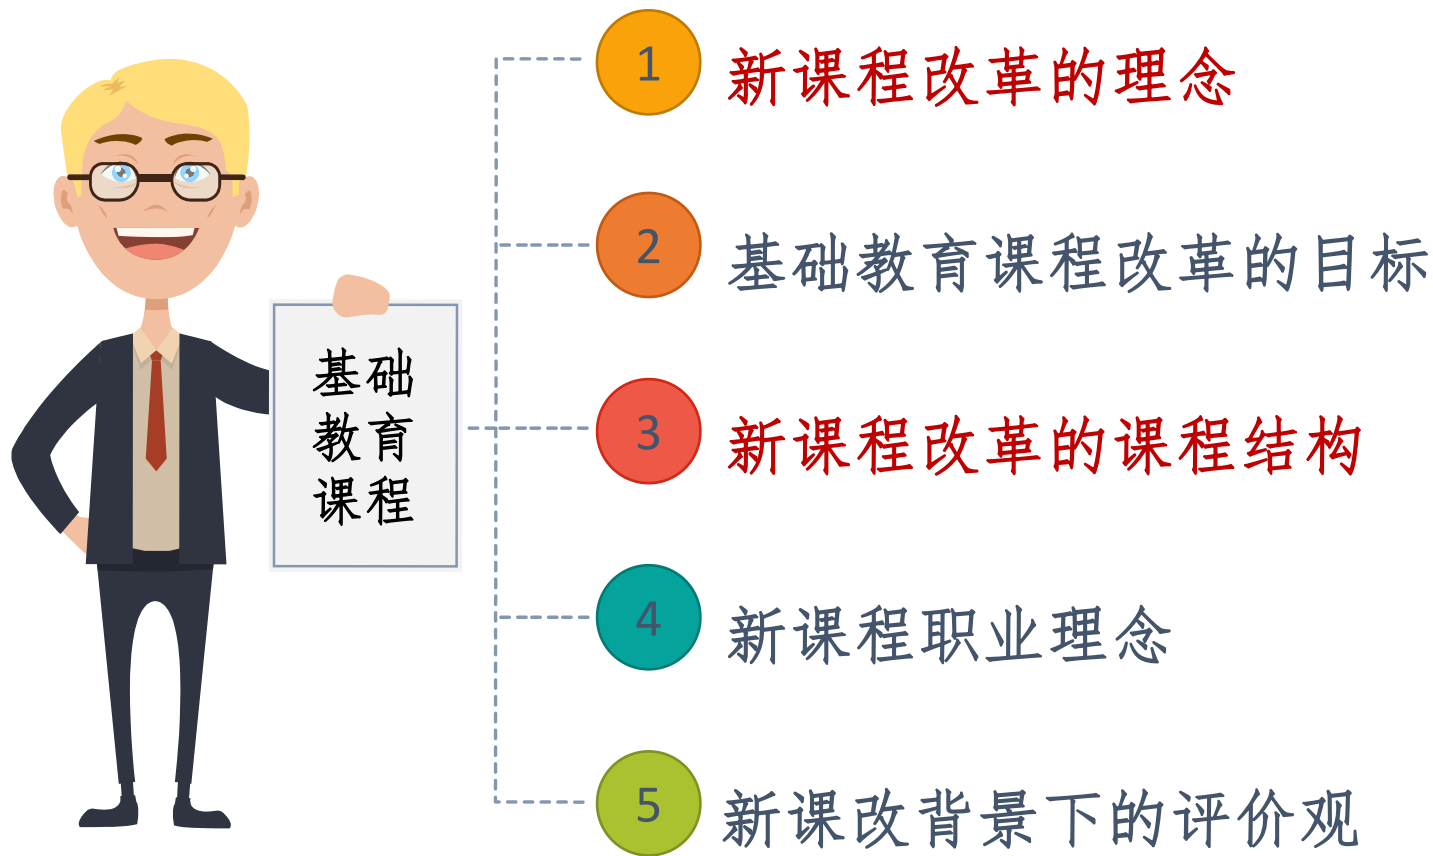 基础
教育
课程
1 新课程改革的理念
2 基础教育课程改革的目标
3 新课程改革的课程结构
4 新课程职业理念
5 新课改背景下的评价观